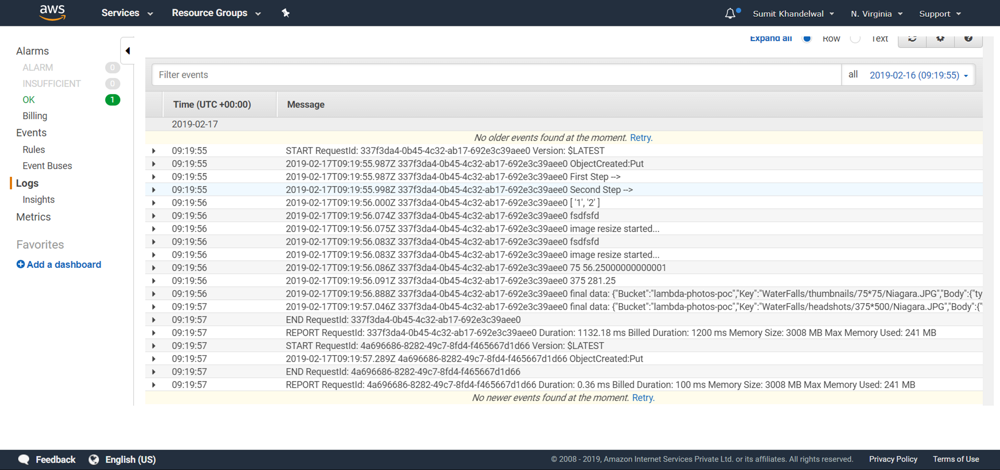 aws Services Resource Groups Sumit Khandelwal N. Virginia Support
Expand all Row Text
Alarms
ALARM 0
INSUFFICIENT 0
OK 1
Billing
Events
Rules
Event Buses
Logs
Insights
Metrics
Favorites
Add a dashboard
Filter events all 2019-02-16 (09:19:55)
Time (UTC +00:00) Message
2019-02-17
No older events found at the moment. Retry.
09:19:55 START RequestId: 337f3da4-0b45-4c32-ab17-692e3c39aee0 Version: $LATEST
09:19:55 2019-02-17T09:19:55.987Z 337f3da4-0b45-4c32-ab17-692e3c39aee0 ObjectCreated:Put
09:19:55 2019-02-17T09:19:55.987Z 337f3da4-0b45-4c32-ab17-692e3c39aee0 First Step -->
09:19:55 2019-02-17T09:19:55.998Z 337f3da4-0b45-4c32-ab17-692e3c39aee0 Second Step -->
09:19:56 2019-02-17T09:19:56.000Z 337f3da4-0b45-4c32-ab17-692e3c39aee0 [ '1', '2' ]
09:19:56 2019-02-17T09:19:56.074Z 337f3da4-0b45-4c32-ab17-692e3c39aee0 fsdfsfd
09:19:56 2019-02-17T09:19:56.075Z 337f3da4-0b45-4c32-ab17-692e3c39aee0 image resize started...
09:19:56 2019-02-17T09:19:56.083Z 337f3da4-0b45-4c32-ab17-692e3c39aee0 fsdfsfd
09:19:56 2019-02-17T09:19:56.083Z 337f3da4-0b45-4c32-ab17-692e3c39aee0 image resize started...
09:19:56 2019-02-17T09:19:56.086Z 337f3da4-0b45-4c32-ab17-692e3c39aee0 75 56.25000000000001
09:19:56 2019-02-17T09:19:56.091Z 337f3da4-0b45-4c32-ab17-692e3c39aee0 375 281.25
09:19:56 2019-02-17T09:19:56.888Z 337f3da4-0b45-4c32-ab17-692e3c39aee0 final data: {"Bucket":"lambda-photos-poc","Key":"WaterFalls/thumbnails/75*75/Niagara.JPG","Body":{"ty
09:19:57 2019-02-17T09:19:57.046Z 337f3da4-0b45-4c32-ab17-692e3c39aee0 final data: {"Bucket":"lambda-photos-poc","Key":"WaterFalls/headshots/375*500/Niagara.JPG","Body":{"
09:19:57 END RequestId: 337f3da4-0b45-4c32-ab17-692e3c39aee0
09:19:57 REPORT RequestId: 337f3da4-0b45-4c32-ab17-692e3c39aee0 Duration: 1132.18 ms Billed Duration: 1200 ms Memory Size: 3008 MB Max Memory Used: 241 MB
09:19:57 START RequestId: 4a696686-8282-49c7-8fd4-f465667d1d66 Version: $LATEST
09:19:57 2019-02-17T09:19:57.289Z 4a696686-8282-49c7-8fd4-f465667d1d66 ObjectCreated:Put
09:19:57 END RequestId: 4a696686-8282-49c7-8fd4-f465667d1d66
09:19:57 REPORT RequestId: 4a696686-8282-49c7-8fd4-f465667d1d66 Duration: 0.36 ms Billed Duration: 100 ms Memory Size: 3008 MB Max Memory Used: 241 MB
No newer events found at the moment. Retry.
Feedback English (US) © 2008 - 2019, Amazon Internet Services Private Ltd. or its affiliates. All rights reserved. Privacy Policy Terms of Use